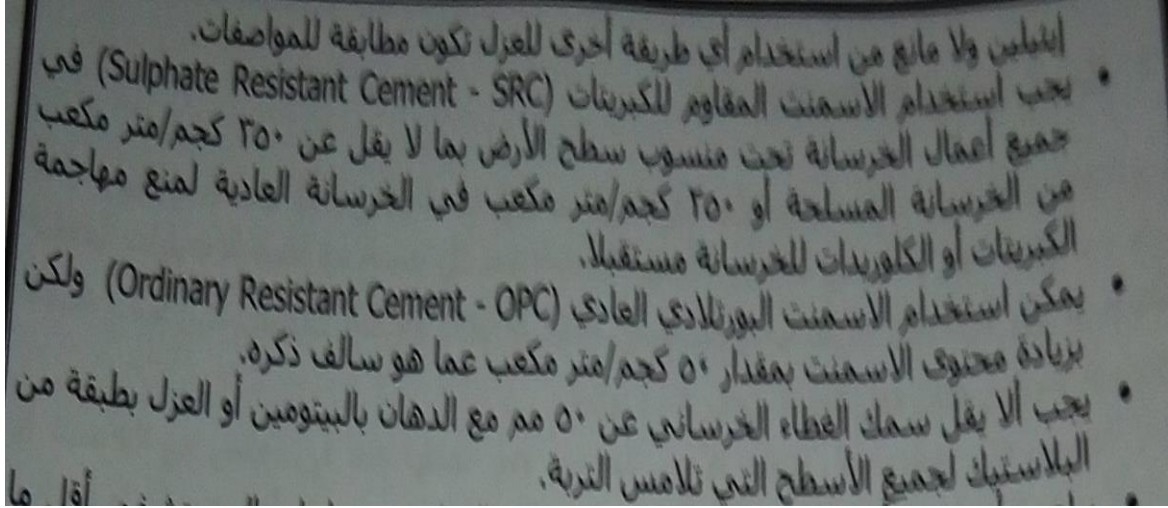 ايثيلين ولا مانع من استخدام أي طريقة أخرى للعزل تكون مطابقة للمواصفات.
• يجب استخدام الاسمنت المقاوم للكبريتات (Sulphate Resistant Cement - SRC) في
جميع أعمال الخرسانة تحت منسوب سطح الأرض بما لا يقل عن ٣٥٠ كجم/متر مكعب
من الخرسانة المسلحة أو ٢٥٠ كجم/متر مكعب في الخرسانة العادية لمنع مهاجمة
الكبريتات أو الكلوريدات للخرسانة مستقبلا.
• يمكن استخدام الاسمنت البورتلادي العادي (Ordinary Resistant Cement - OPC) ولكن
بزيادة محتوى الاسمنت بمقدار ٥٠ كجم/متر مكعب عما هو سالف ذكره.
• يجب ألا يقل سمك الغطاء الخرساني عن ٥٠ مم مع الدهان بالبيتومين أو العزل بطبقة من
البلاستيك لجميع الأسطح التي تلامس التربة.
أقل ما